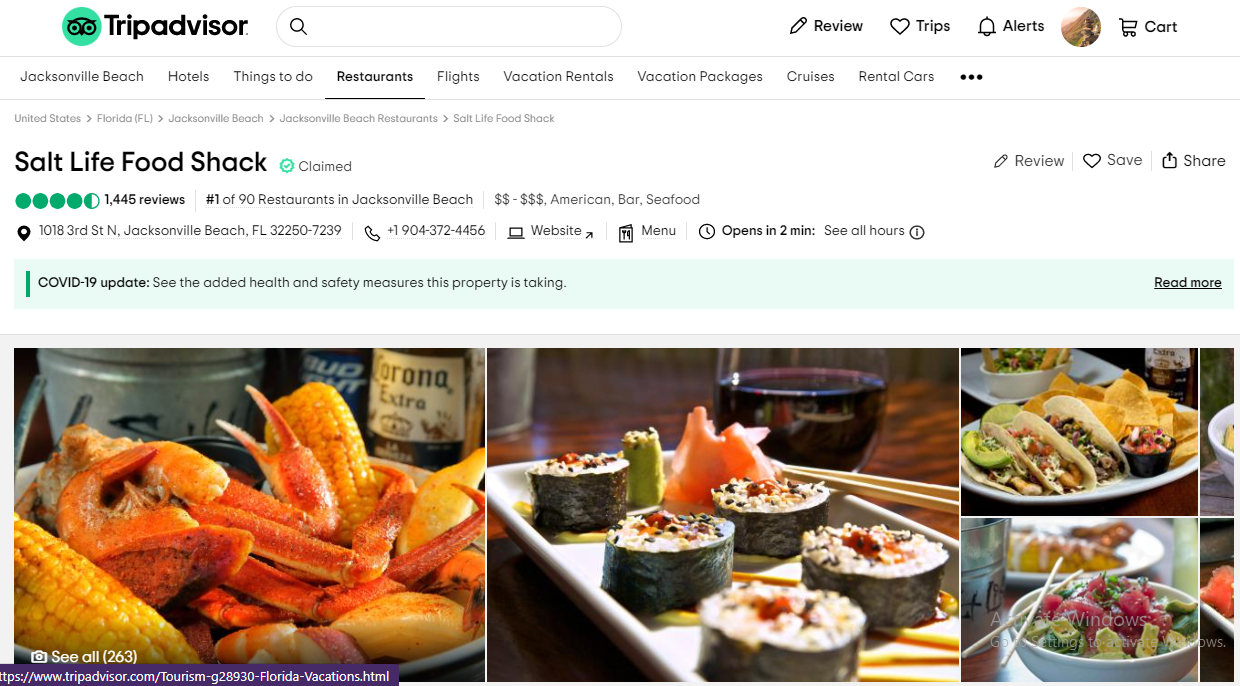 Tripadvisor
Review
Trips
Alerts
Cart
Jacksonville Beach
Hotels
Things to do
Restaurants
Flights
Vacation Rentals
Vacation Packages
Cruises
Rental Cars
United States > Florida (FL) > Jacksonville Beach > Jacksonville Beach Restaurants > Salt Life Food Shack
Salt Life Food Shack
Claimed
Review
Save
Share
1,445 reviews
#1 of 90 Restaurants in Jacksonville Beach
$$ - $$$, American, Bar, Seafood
1018 3rd St N, Jacksonville Beach, FL 32250-7239
+1 904-372-4456
Website
Menu
Opens in 2 min: See all hours
COVID-19 update: See the added health and safety measures this property is taking.
Read more
BUD
LIGHT
Corona
Extra
Extra
Activate Windows
Go to Settings to activate Windows.
See all (263)
ttps://www.tripadvisor.com/Tourism-g28930-Florida-Vacations.html